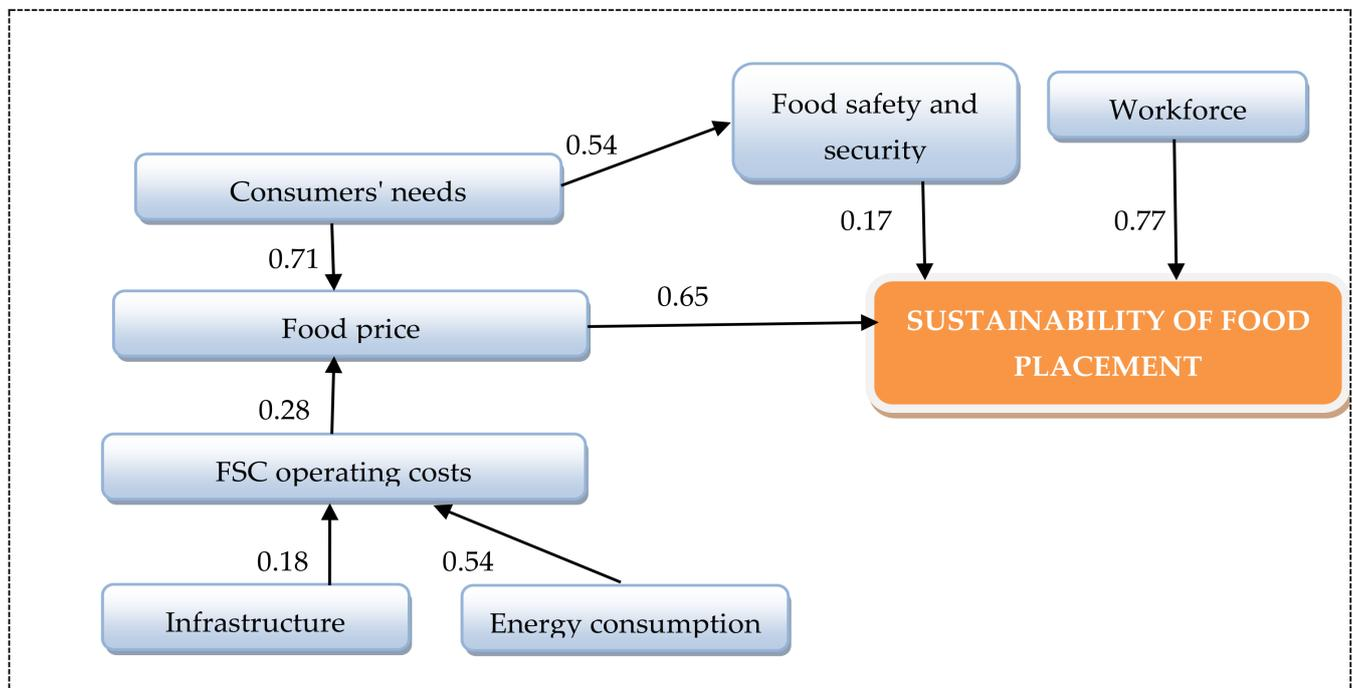 Food safety and
security
Workforce
0.54
Consumers' needs
0.17
0.77
0.71
0.65
Food price
SUSTAINABILITY OF FOOD
PLACEMENT
0.28
FSC operating costs
0.18
0.54
Infrastructure
Energy consumption